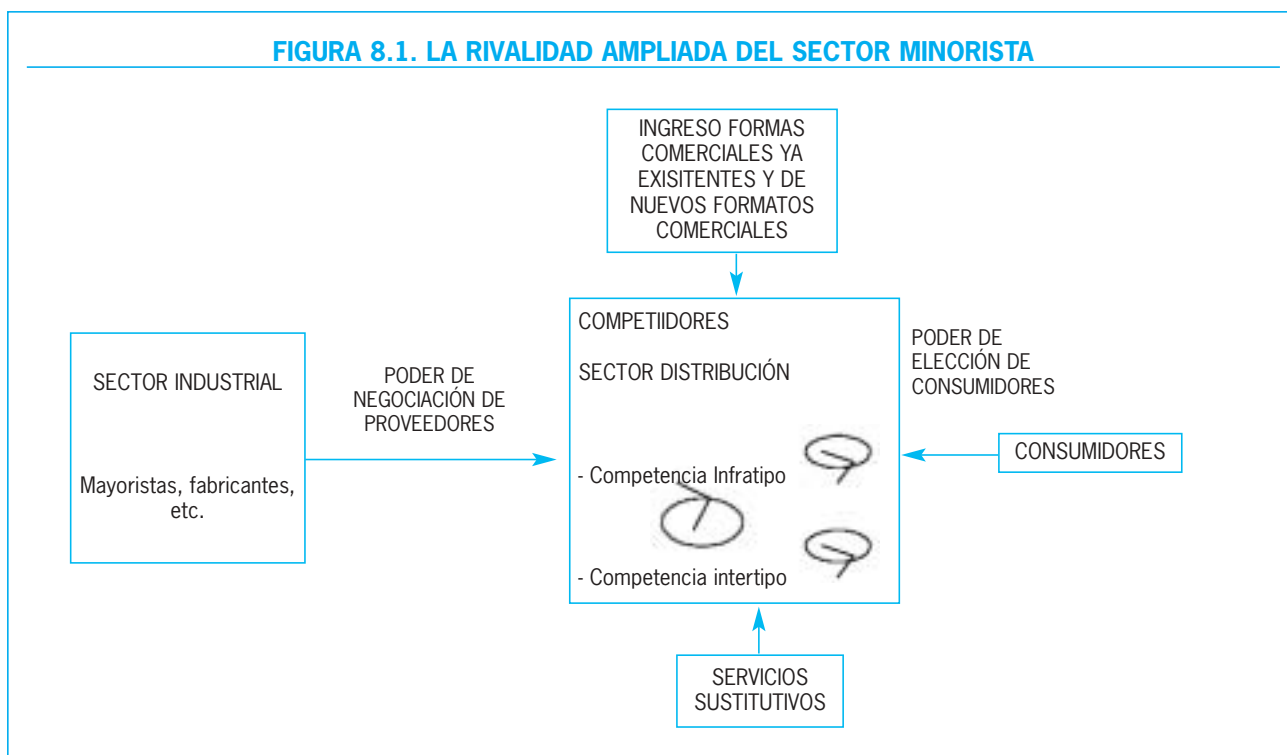 FIGURA 8.1. LA RIVALIDAD AMPLIADA DEL SECTOR MINORISTA
INGRESO FORMAS
COMERCIALES YA
EXISITENTES Y DE
NUEVOS FORMATOS
COMERCIALES
SECTOR INDUSTRIAL
Mayoristas, fabricantes,
etc.
PODER DE
NEGOCIACIÓN DE
PROVEEDORES
COMPETIIDORES
SECTOR DISTRIBUCIÓN
- Competencia Infratipo
- Competencia intertipo
PODER DE
ELECCIÓN DE
CONSUMIDORES
CONSUMIDORES
SERVICIOS
SUSTITUTIVOS